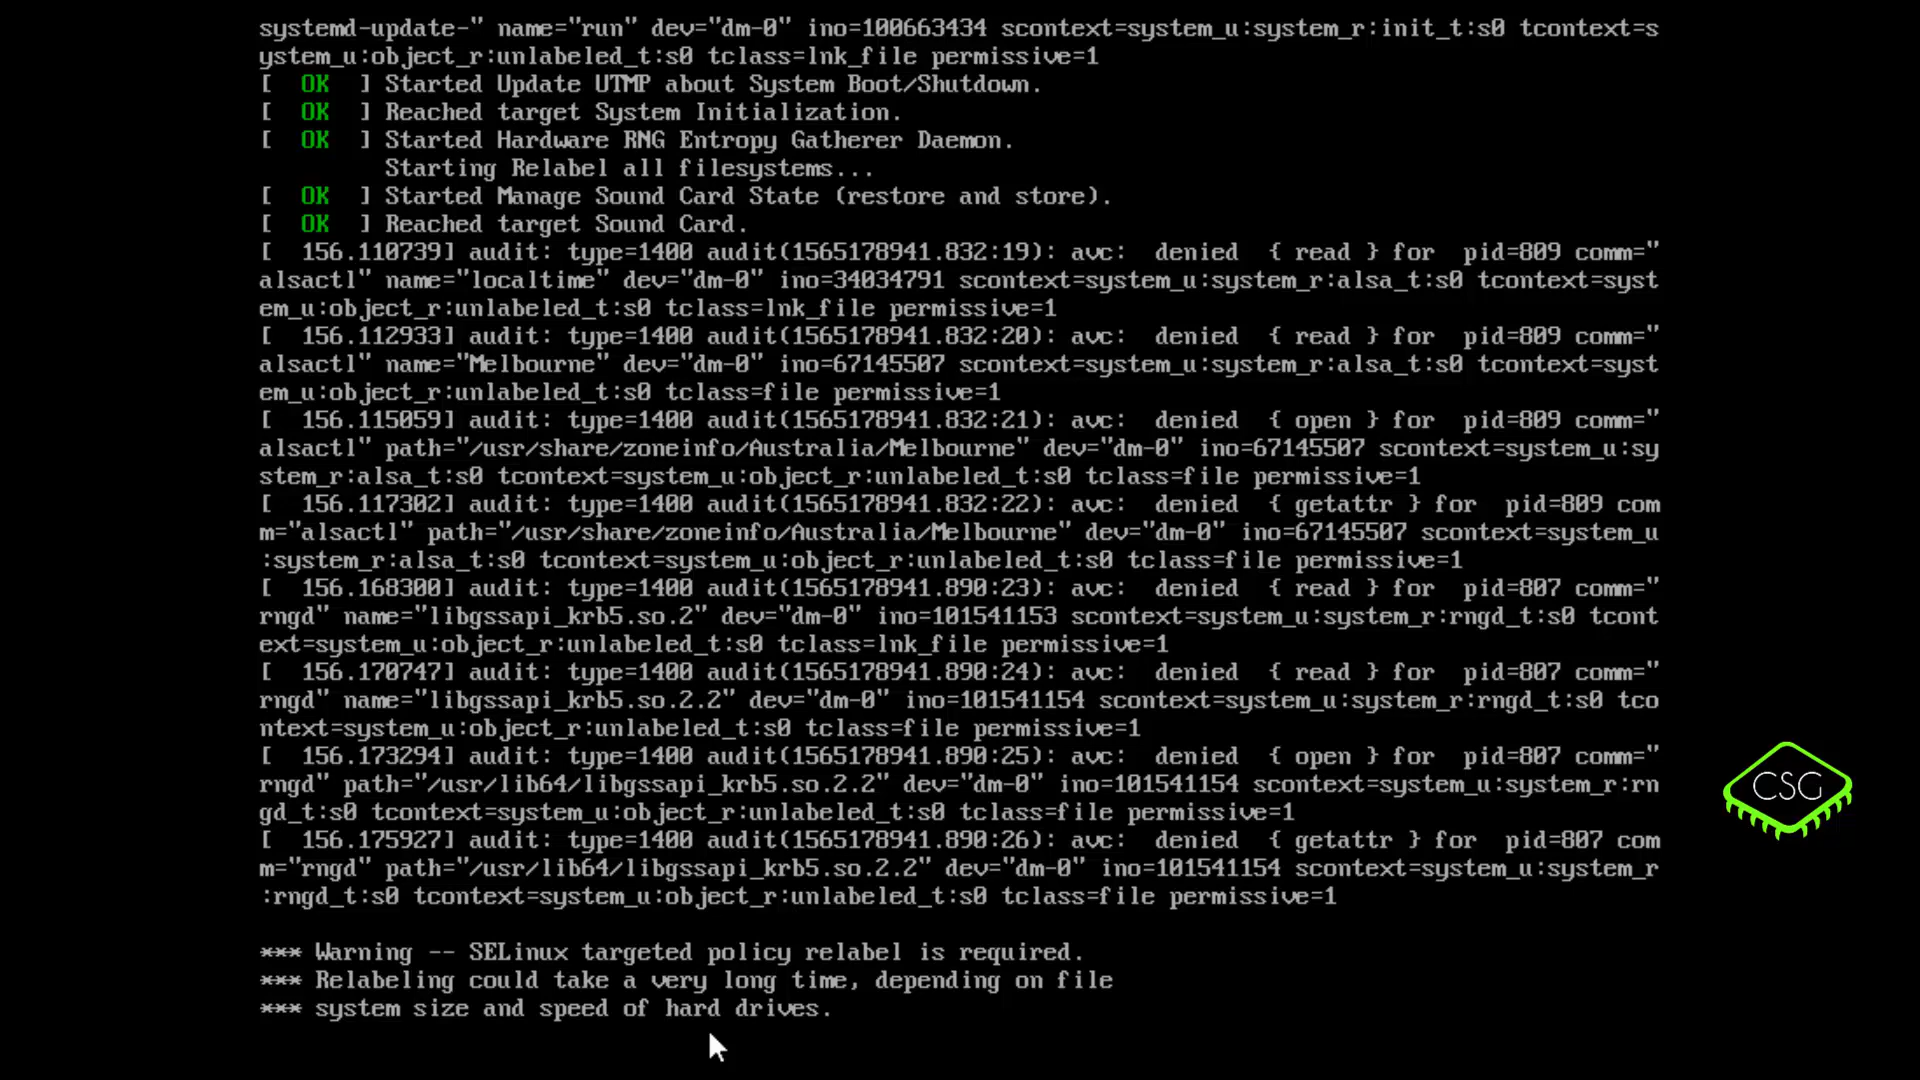 systemd-update-" name="run" dev="dm-0" ino=100663434 scontext=system_u:system_r:init_t:s0 tcontext=s
ystem_u:object_r:unlabeled_t:s0 tclass=lnk_file permissive=1
[  OK  ] Started Update UTMP about System Boot/Shutdown.
[  OK  ] Reached target System Initialization.
[  OK  ] Started Hardware RNG Entropy Gatherer Daemon.
         Starting Relabel all filesystems...
[  OK  ] Started Manage Sound Card State (restore and store).
[  OK  ] Reached target Sound Card.
[  156.110739] audit: type=1400 audit(1565178941.832:19): avc:  denied  { read } for  pid=809 comm="
alsactl" name="localtime" dev="dm-0" ino=34034791 scontext=system_u:system_r:alsa_t:s0 tcontext=syst
em_u:object_r:unlabeled_t:s0 tclass=lnk_file permissive=1
[  156.112933] audit: type=1400 audit(1565178941.832:20): avc:  denied  { read } for  pid=809 comm="
alsactl" name="Melbourne" dev="dm-0" ino=67145507 scontext=system_u:system_r:alsa_t:s0 tcontext=syst
em_u:object_r:unlabeled_t:s0 tclass=file permissive=1
[  156.115059] audit: type=1400 audit(1565178941.832:21): avc:  denied  { open } for  pid=809 comm="
alsactl" path="/usr/share/zoneinfo/Australia/Melbourne" dev="dm-0" ino=67145507 scontext=system_u:sy
stem_r:alsa_t:s0 tcontext=system_u:object_r:unlabeled_t:s0 tclass=file permissive=1
[  156.117302] audit: type=1400 audit(1565178941.832:22): avc:  denied  { getattr } for  pid=809 com
m="alsactl" path="/usr/share/zoneinfo/Australia/Melbourne" dev="dm-0" ino=67145507 scontext=system_u
:system_r:alsa_t:s0 tcontext=system_u:object_r:unlabeled_t:s0 tclass=file permissive=1
[  156.168300] audit: type=1400 audit(1565178941.890:23): avc:  denied  { read } for  pid=807 comm="
rngd" name="libgssapi_krb5.so.2" dev="dm-0" ino=101541153 scontext=system_u:system_r:rngd_t:s0 tcont
ext=system_u:object_r:unlabeled_t:s0 tclass=lnk_file permissive=1
[  156.170747] audit: type=1400 audit(1565178941.890:24): avc:  denied  { read } for  pid=807 comm="
rngd" name="libgssapi_krb5.so.2.2" dev="dm-0" ino=101541154 scontext=system_u:system_r:rngd_t:s0 tco
ntext=system_u:object_r:unlabeled_t:s0 tclass=file permissive=1
[  156.173294] audit: type=1400 audit(1565178941.890:25): avc:  denied  { open } for  pid=807 comm="
rngd" path="/usr/lib64/libgssapi_krb5.so.2.2" dev="dm-0" ino=101541154 scontext=system_u:system_r:rn
gd_t:s0 tcontext=system_u:object_r:unlabeled_t:s0 tclass=file permissive=1
[  156.175927] audit: type=1400 audit(1565178941.890:26): avc:  denied  { getattr } for  pid=807 com
m="rngd" path="/usr/lib64/libgssapi_krb5.so.2.2" dev="dm-0" ino=101541154 scontext=system_u:system_r
:rngd_t:s0 tcontext=system_u:object_r:unlabeled_t:s0 tclass=file permissive=1
*** Warning -- SELinux targeted policy relabel is required.
*** Relabeling could take a very long time, depending on file
*** system size and speed of hard drives.
CSG